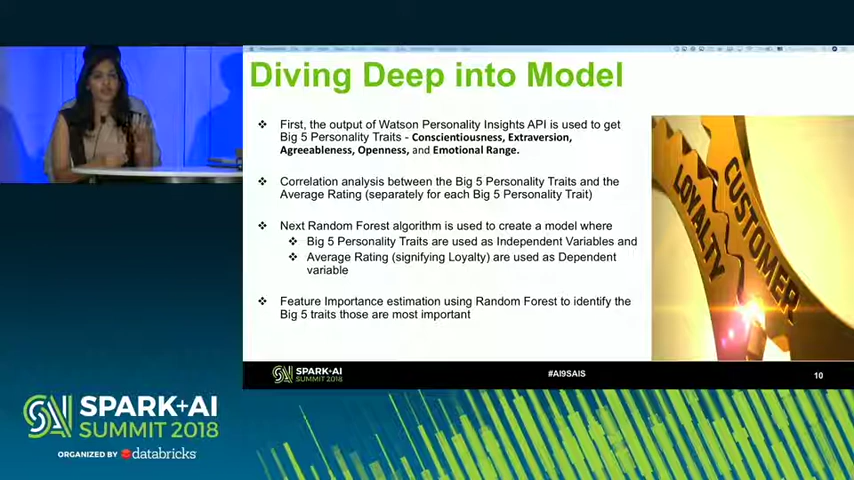 Diving Deep into Model
❖ First, the output of Watson Personality Insights API is used to get
Big 5 Personality Traits - Conscientiousness, Extraversion,
Agreeableness, Openness, and Emotional Range.
❖ Correlation analysis between the Big 5 Personality Traits and the
Average Rating (separately for each Big 5 Personality Trait)
❖ Next Random Forest algorithm is used to create a model where
❖ Big 5 Personality Traits are used as Independent Variables and
❖ Average Rating (signifying Loyalty) are used as Dependent
variable
❖ Feature Importance estimation using Random Forest to identify the
Big 5 traits those are most important
LOYALTY
CUSTOMER
SPARK+AI
SUMMIT 2018
#AI9SAIS
10
SPARK+AI
SUMMIT 2018
ORGANIZED BY databricks